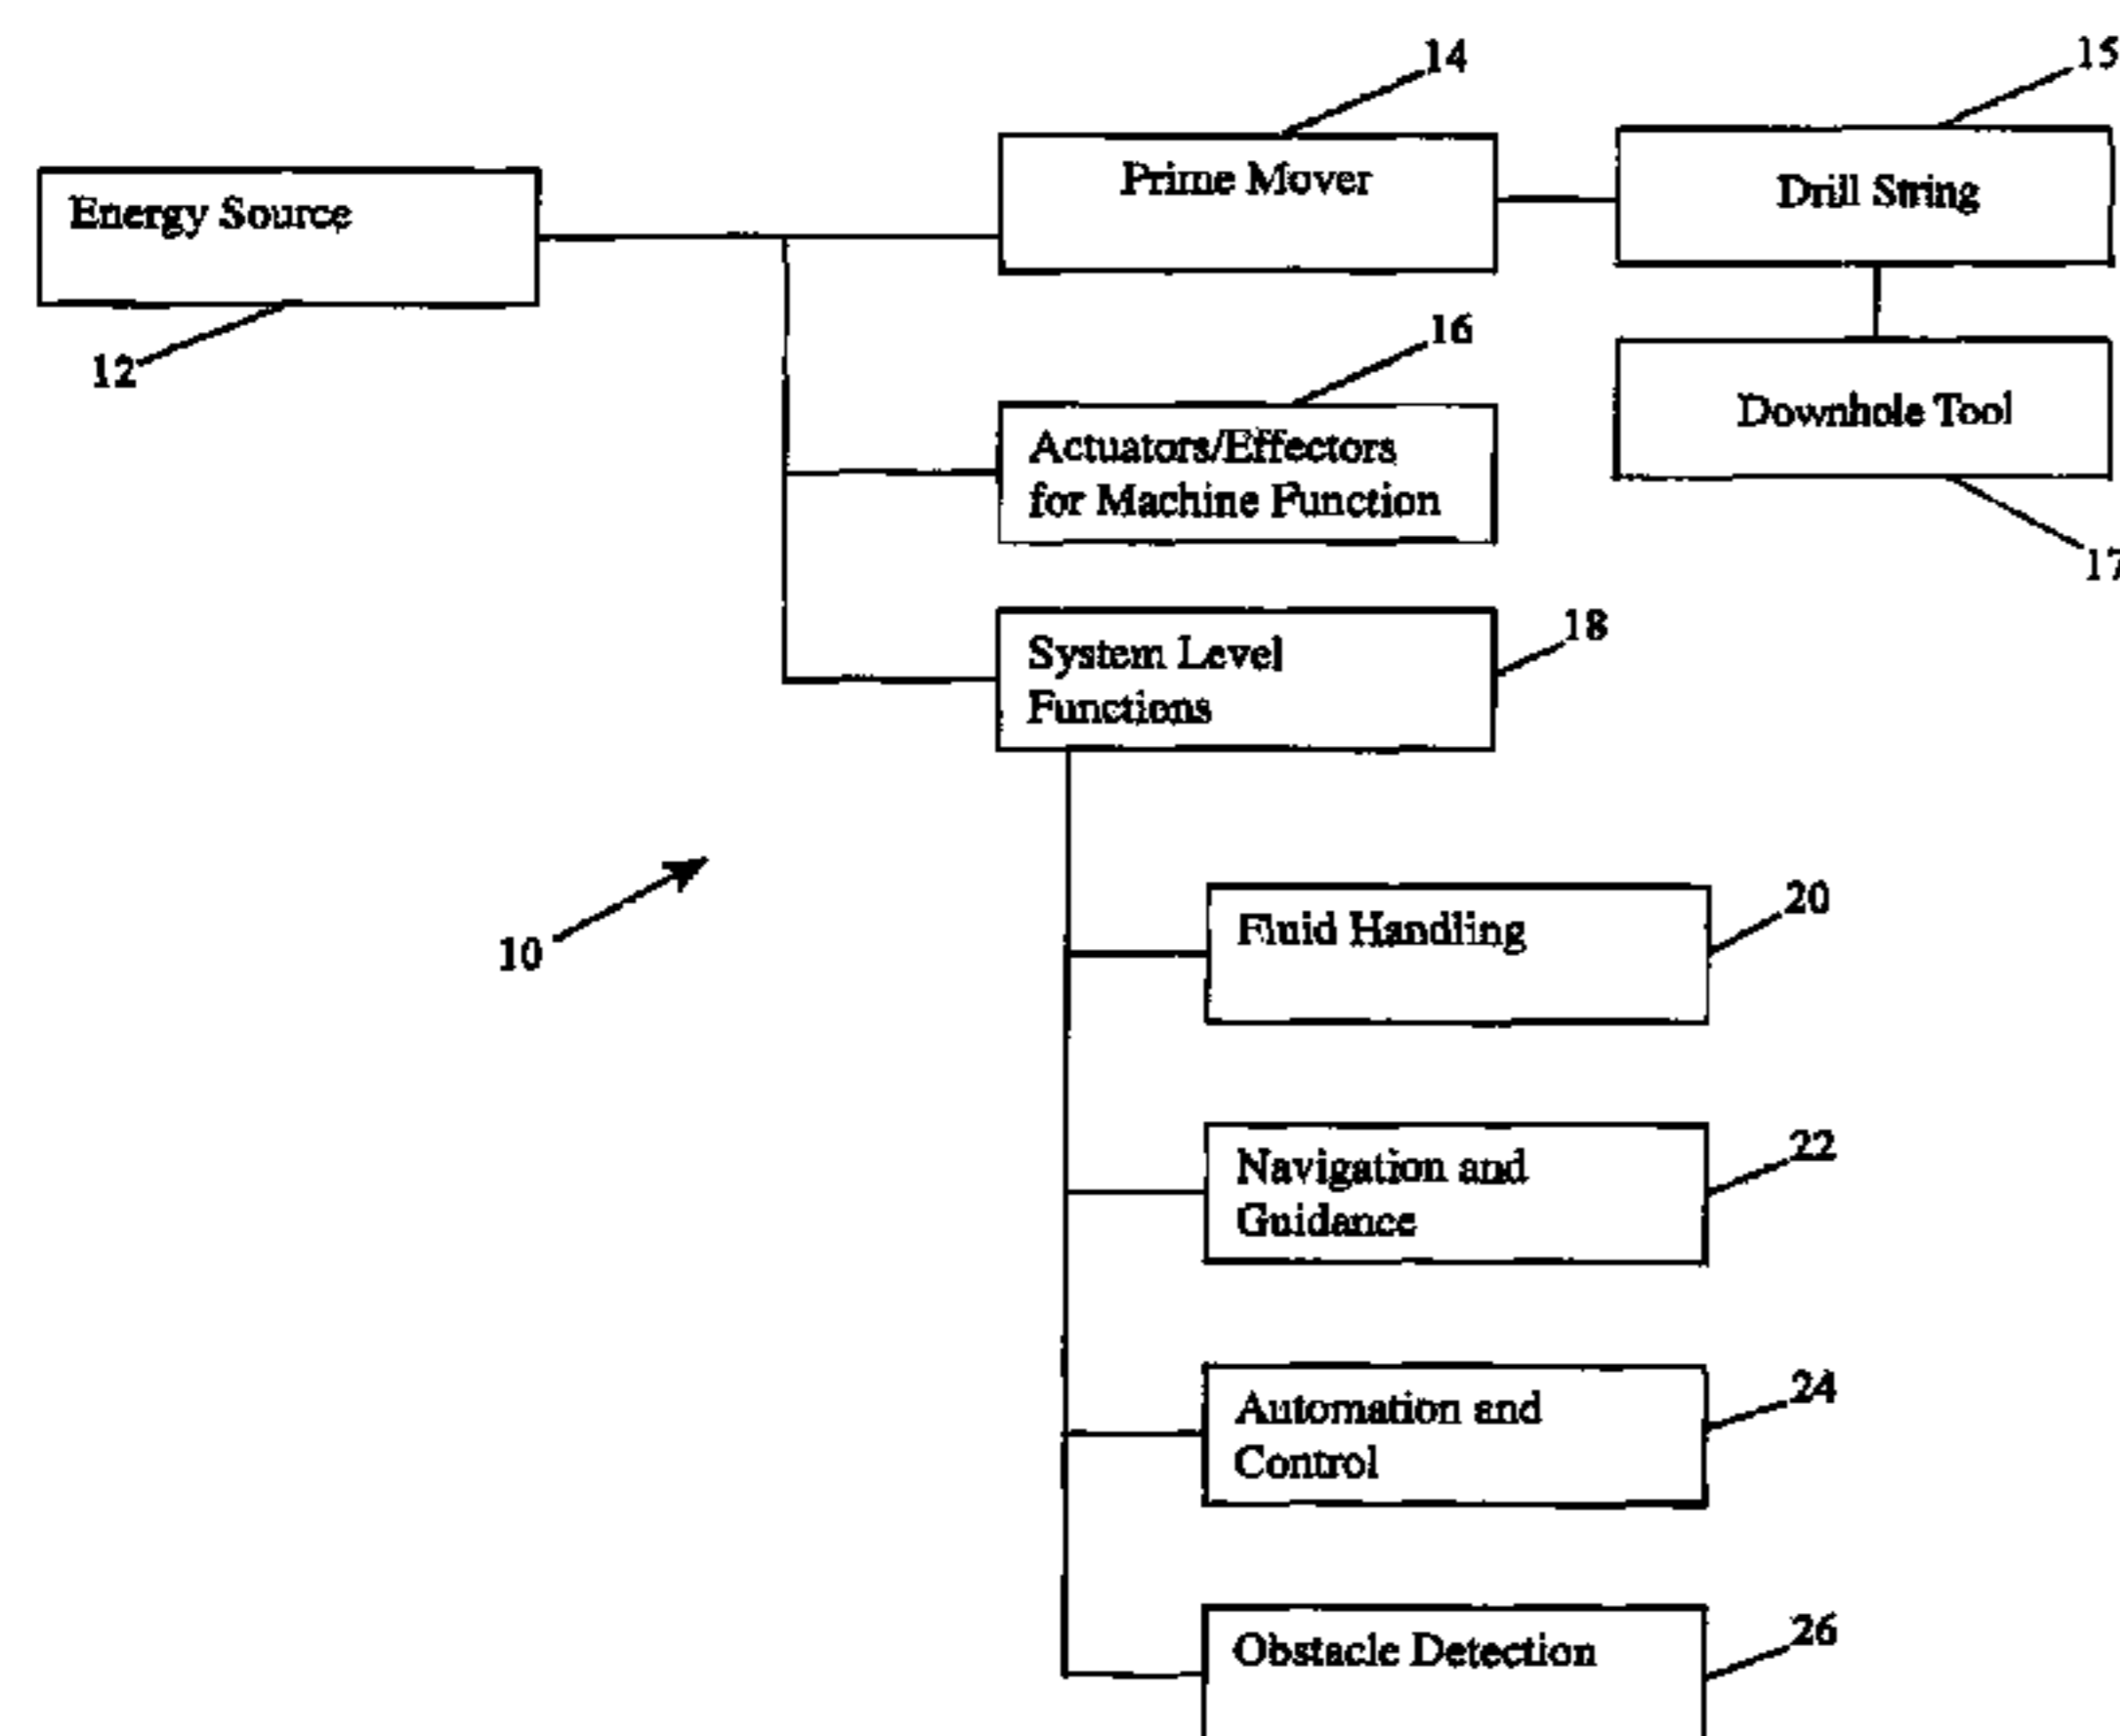 14
15
Energy Source
Prime Mover
Drill String
12
16
Actuators/Effectors
for Machine Function
Downhole Tool
17
System Level
Functions
18
10
Fluid Handling
20
Navigation and
Guidance
22
Automation and
Control
24
Obstacle Detection
26